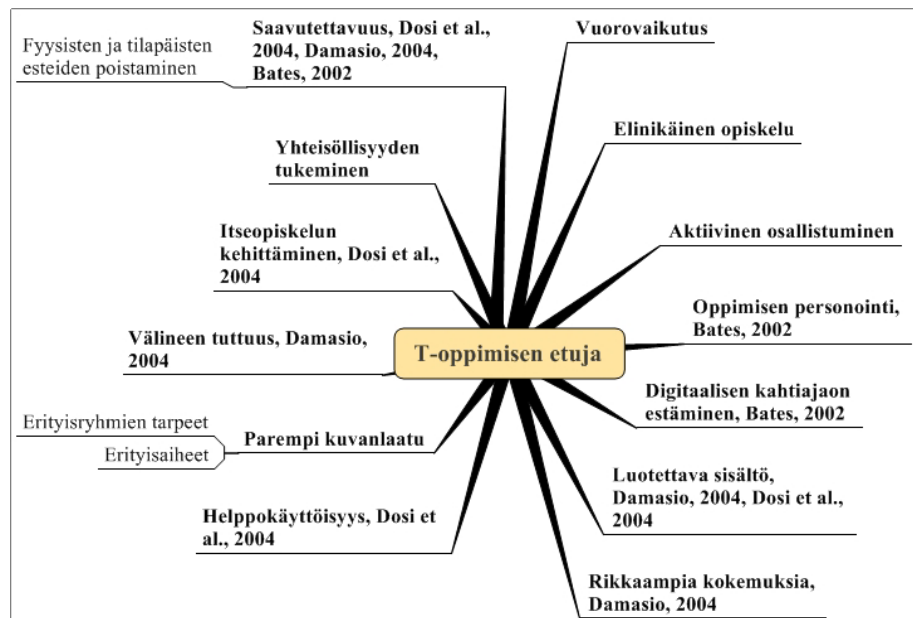 Fyysisten ja tilapäisten
esteiden poistaminen
Saavutettavuus, Dosi et al.,
2004, Damasio, 2004,
Bates, 2002
Yhteisöllisyyden
tukeminen
Itseopiskelun
kehittäminen, Dosi et al.,
2004
Välineen tuttuus, Damasio,
2004
Erityisryhmien tarpeet
Erityisaiheet
Parempi kuvanlaatu
Helppokäyttöisyys, Dosi et
al., 2004
T-oppimisen etuja
Vuorovaikutus
Elinikäinen opiskelu
Aktiivinen osallistuminen
Oppimisen personointi,
Bates, 2002
Digitaalisen kahtiajaon
estäminen, Bates, 2002
Luotettava sisältö,
Damasio, 2004, Dosi et al.,
2004
Rikkaampia kokemuksia,
Damasio, 2004